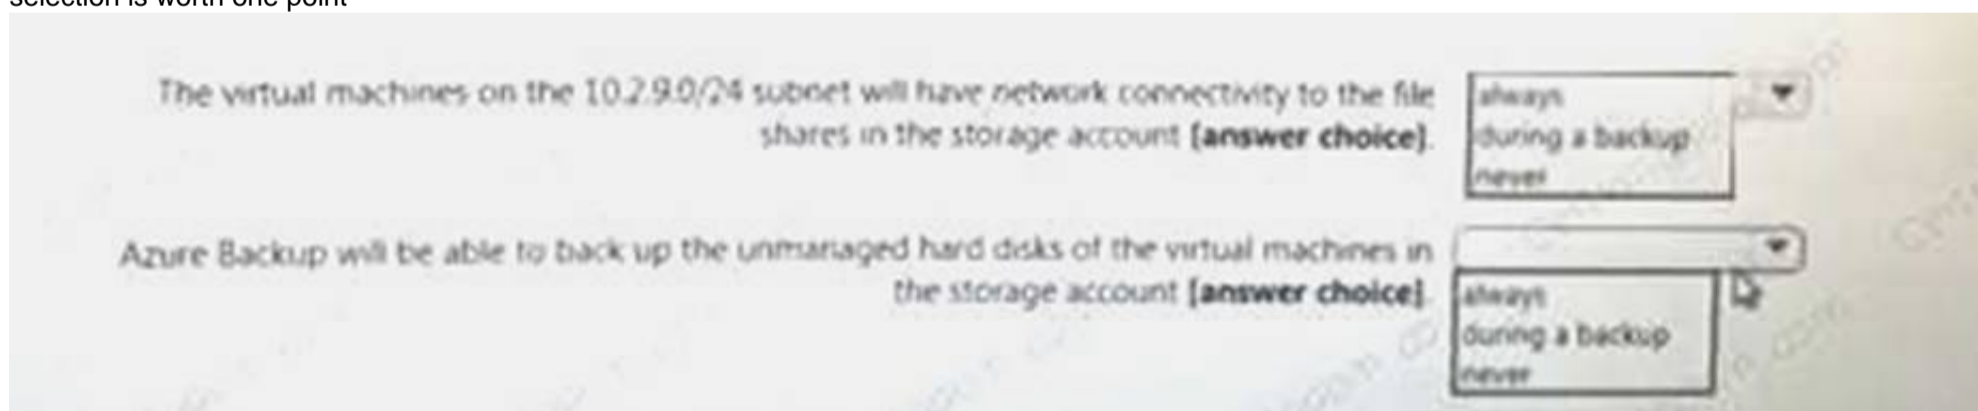 selection is worth one point
The virtual machines on the 10.2.9.0/24 subnet will have network connectivity to the file
shares in the storage account [answer choice].
always
during a backup
never
Azure Backup will be able to back up the unmanaged hard disks of the virtual machines in
the storage account [answer choice].
always
during a backup
never